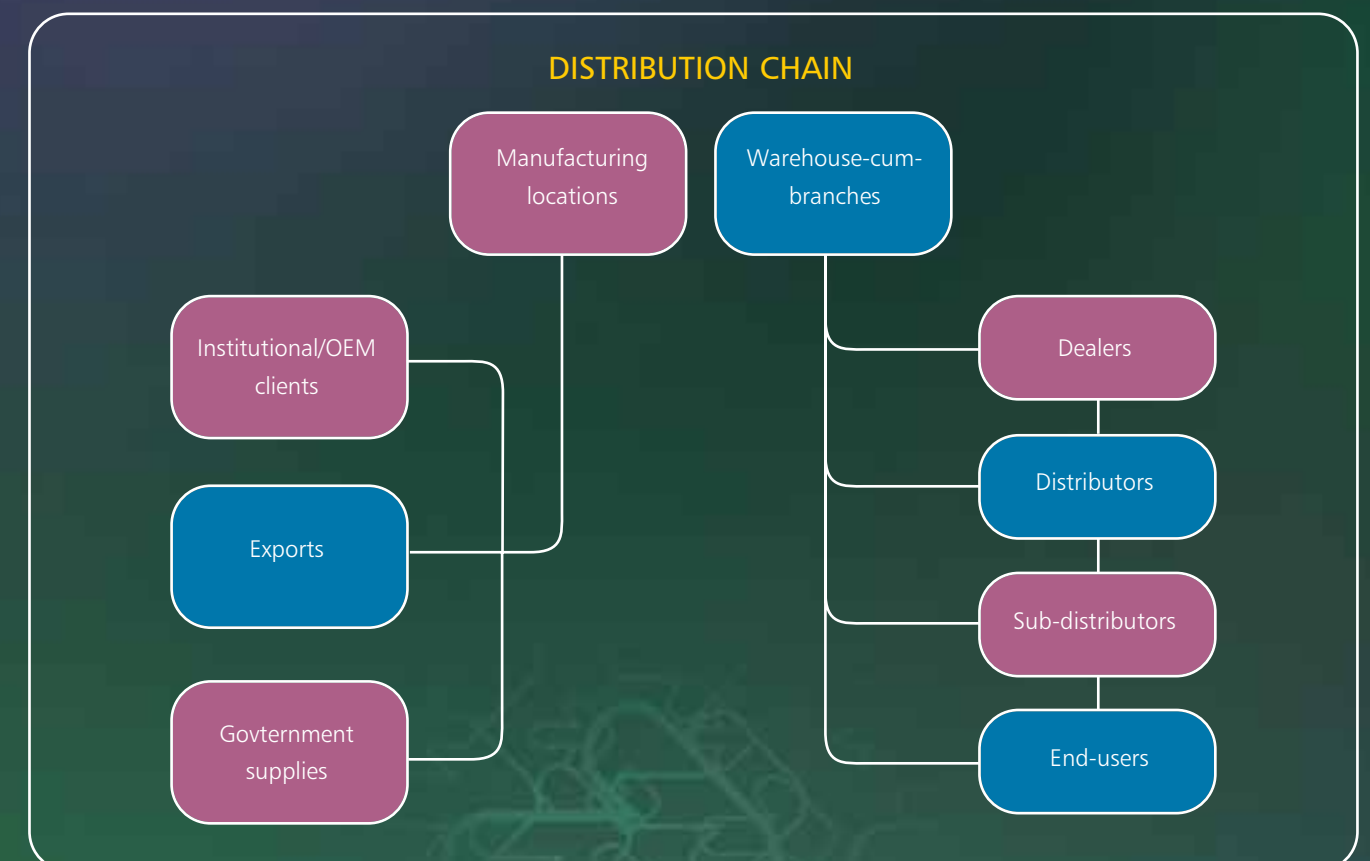 DISTRIBUTION CHAIN
Manufacturing
locations
Warehouse-cum-
branches
Institutional/OEM
clients
Exports
Govternment
supplies
Dealers
Distributors
Sub-distributors
End-users